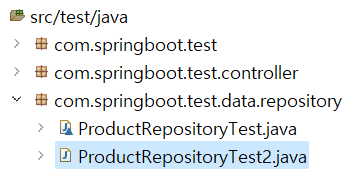 src/test/java
com.springboot.test
com.springboot.test.controller
com.springboot.test.data.repository
ProductRepositoryTest.java
ProductRepositoryTest2.java